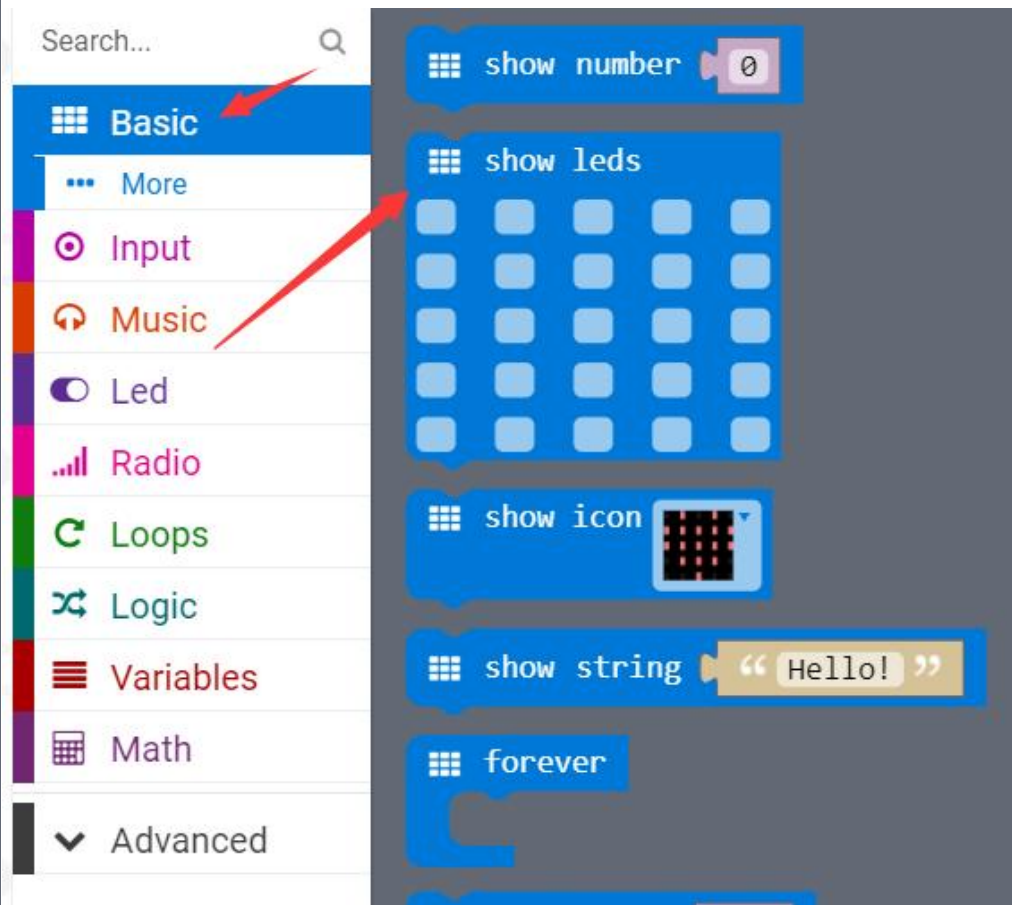 Search...
Basic
More
Input
Music
Led
Radio
Loops
Logic
Variables
Math
Advanced
show number 0
show leds
show icon
show string “ Hello! ”
forever